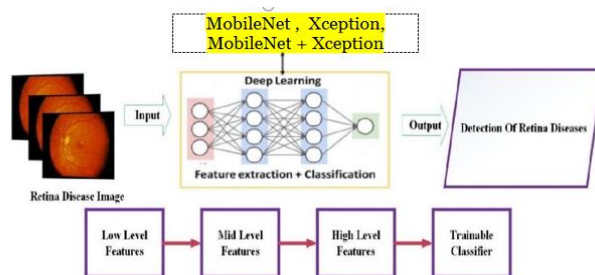 MobileNet , Xception,
MobileNet + Xception
Deep Learning
Input
Output
Detection Of Retina Diseases
Feature extraction + Classification
Retina Disease Image
Low Level
Features
Mid Level
Features
High Level
Features
Trainable
Classifier